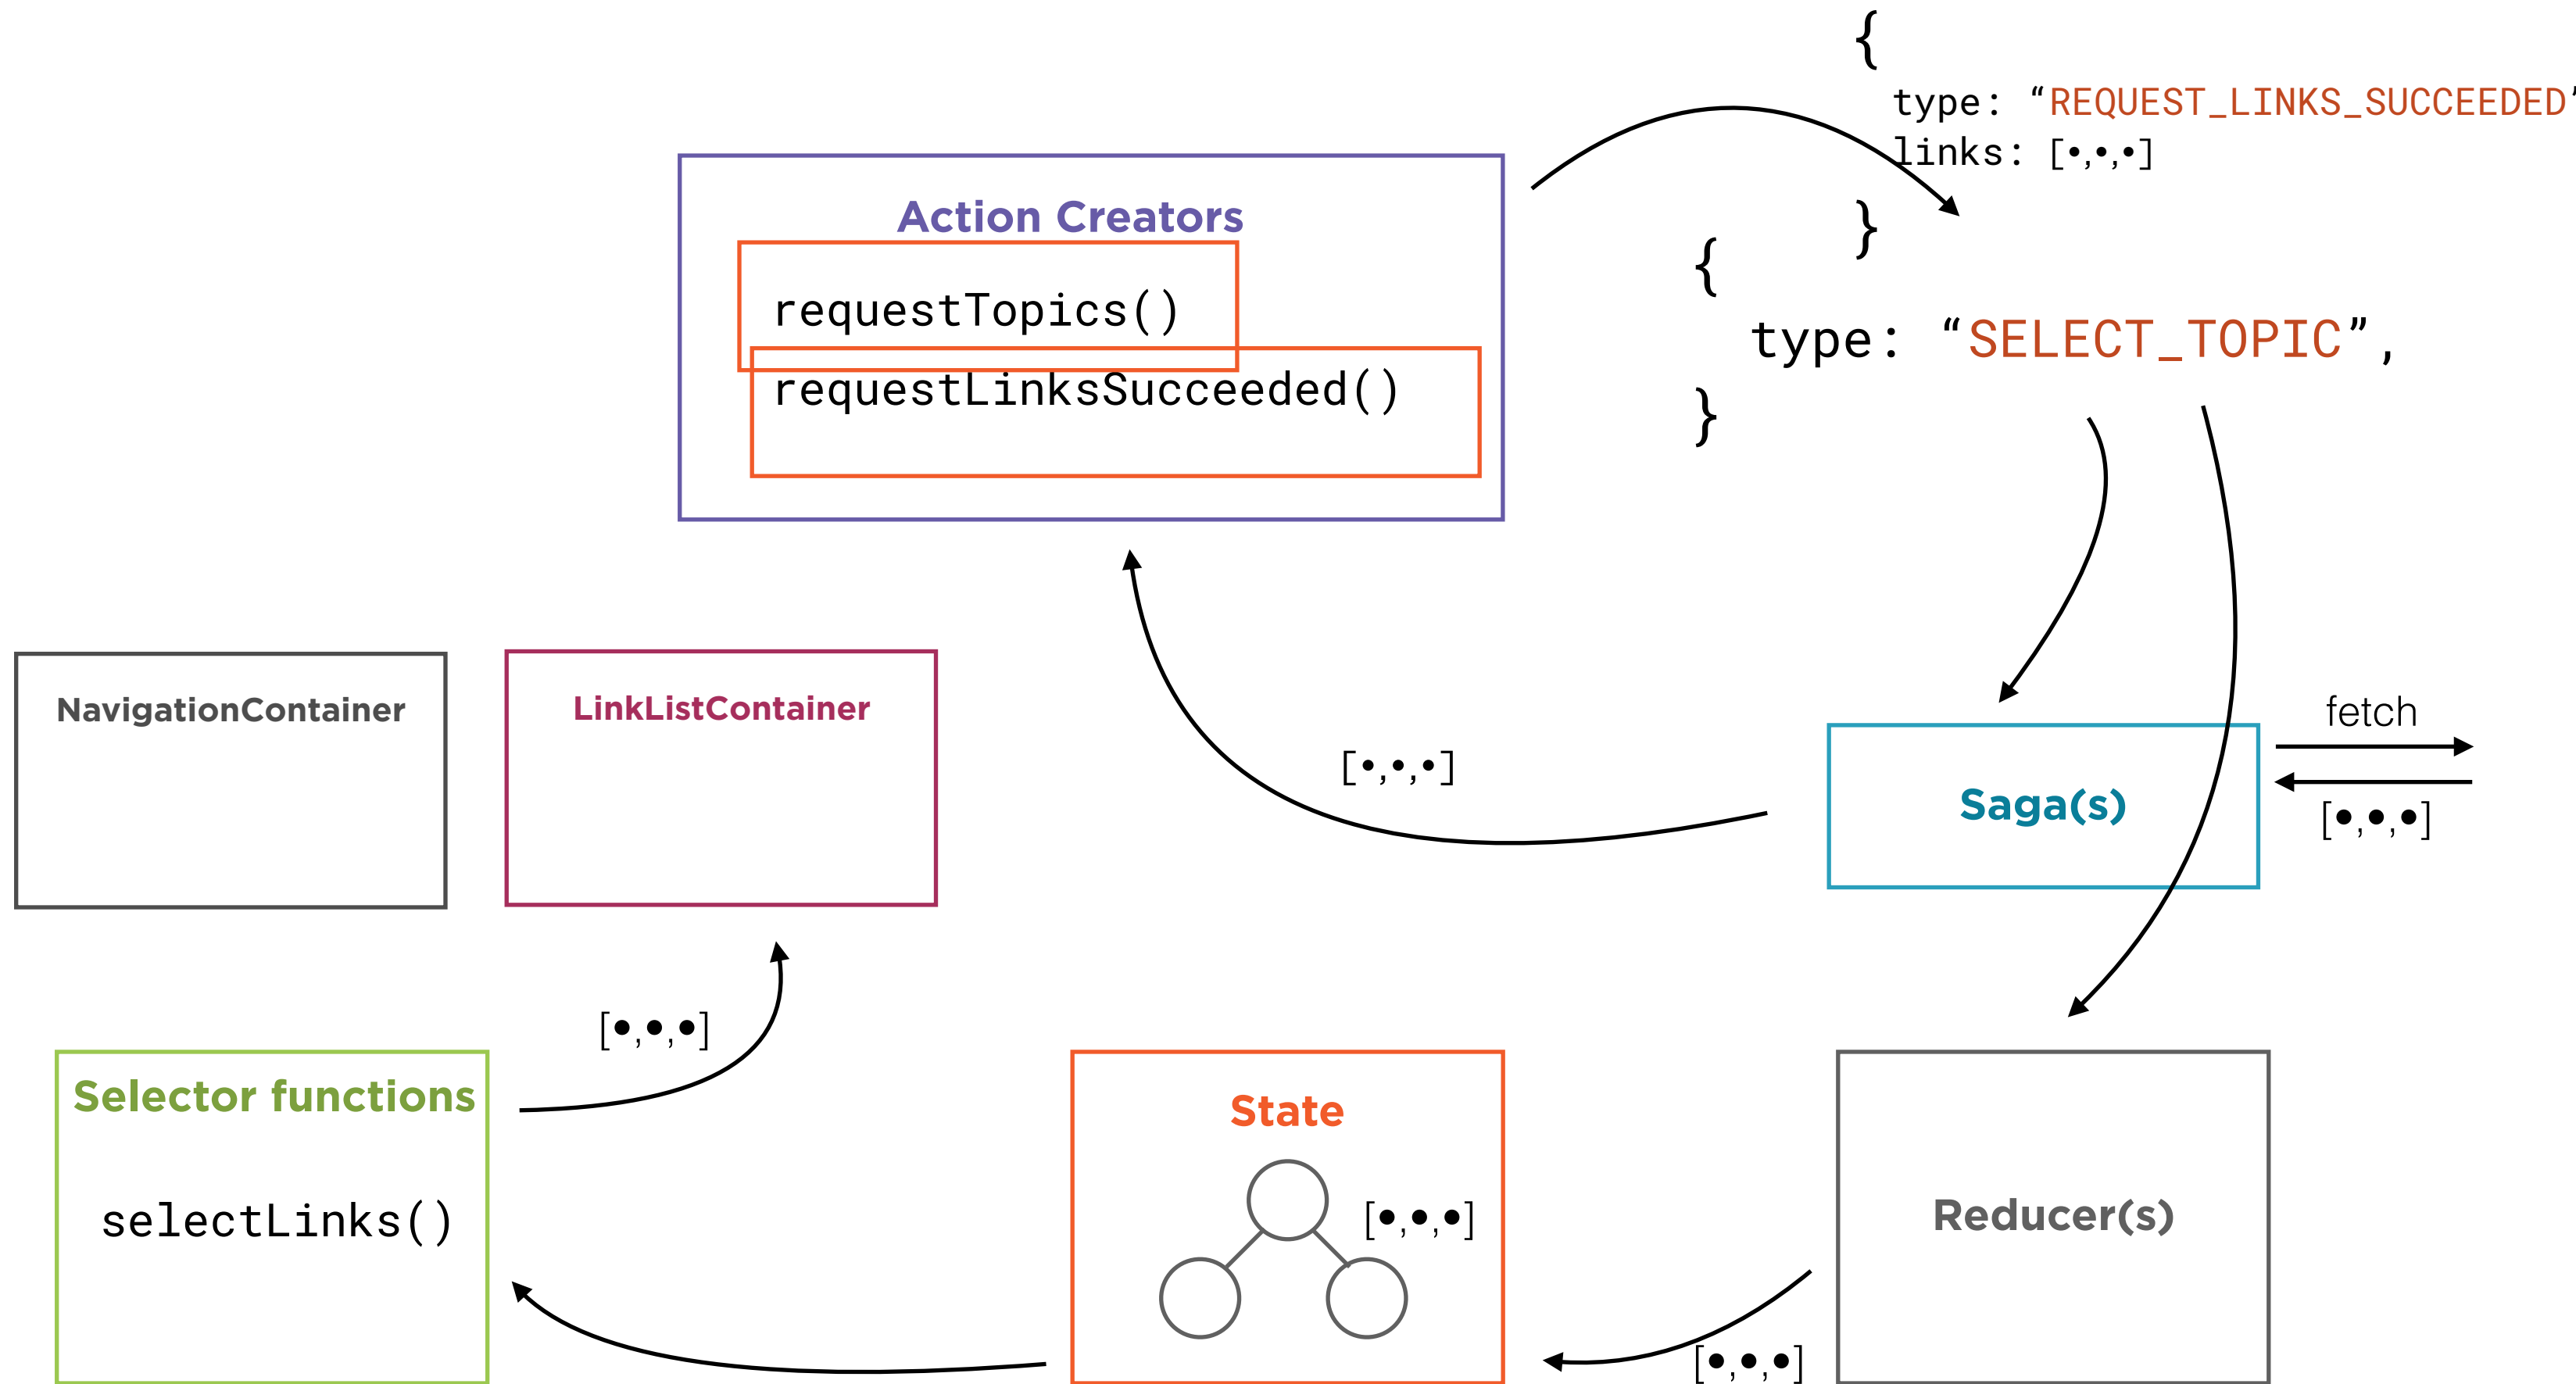 {
type: “REQUEST_LINKS_SUCCEEDED”
links: [•,•,•]
}
Action Creators
requestTopics()
requestLinksSucceeded()
{
type: “SELECT_TOPIC”,
}
NavigationContainer
LinkListContainer
[•,•,•]
Saga(s)
fetch
[•,•,•]
[•,•,•]
Selector functions
selectLinks()
State
[•,•,•]
Reducer(s)
[•,•,•]